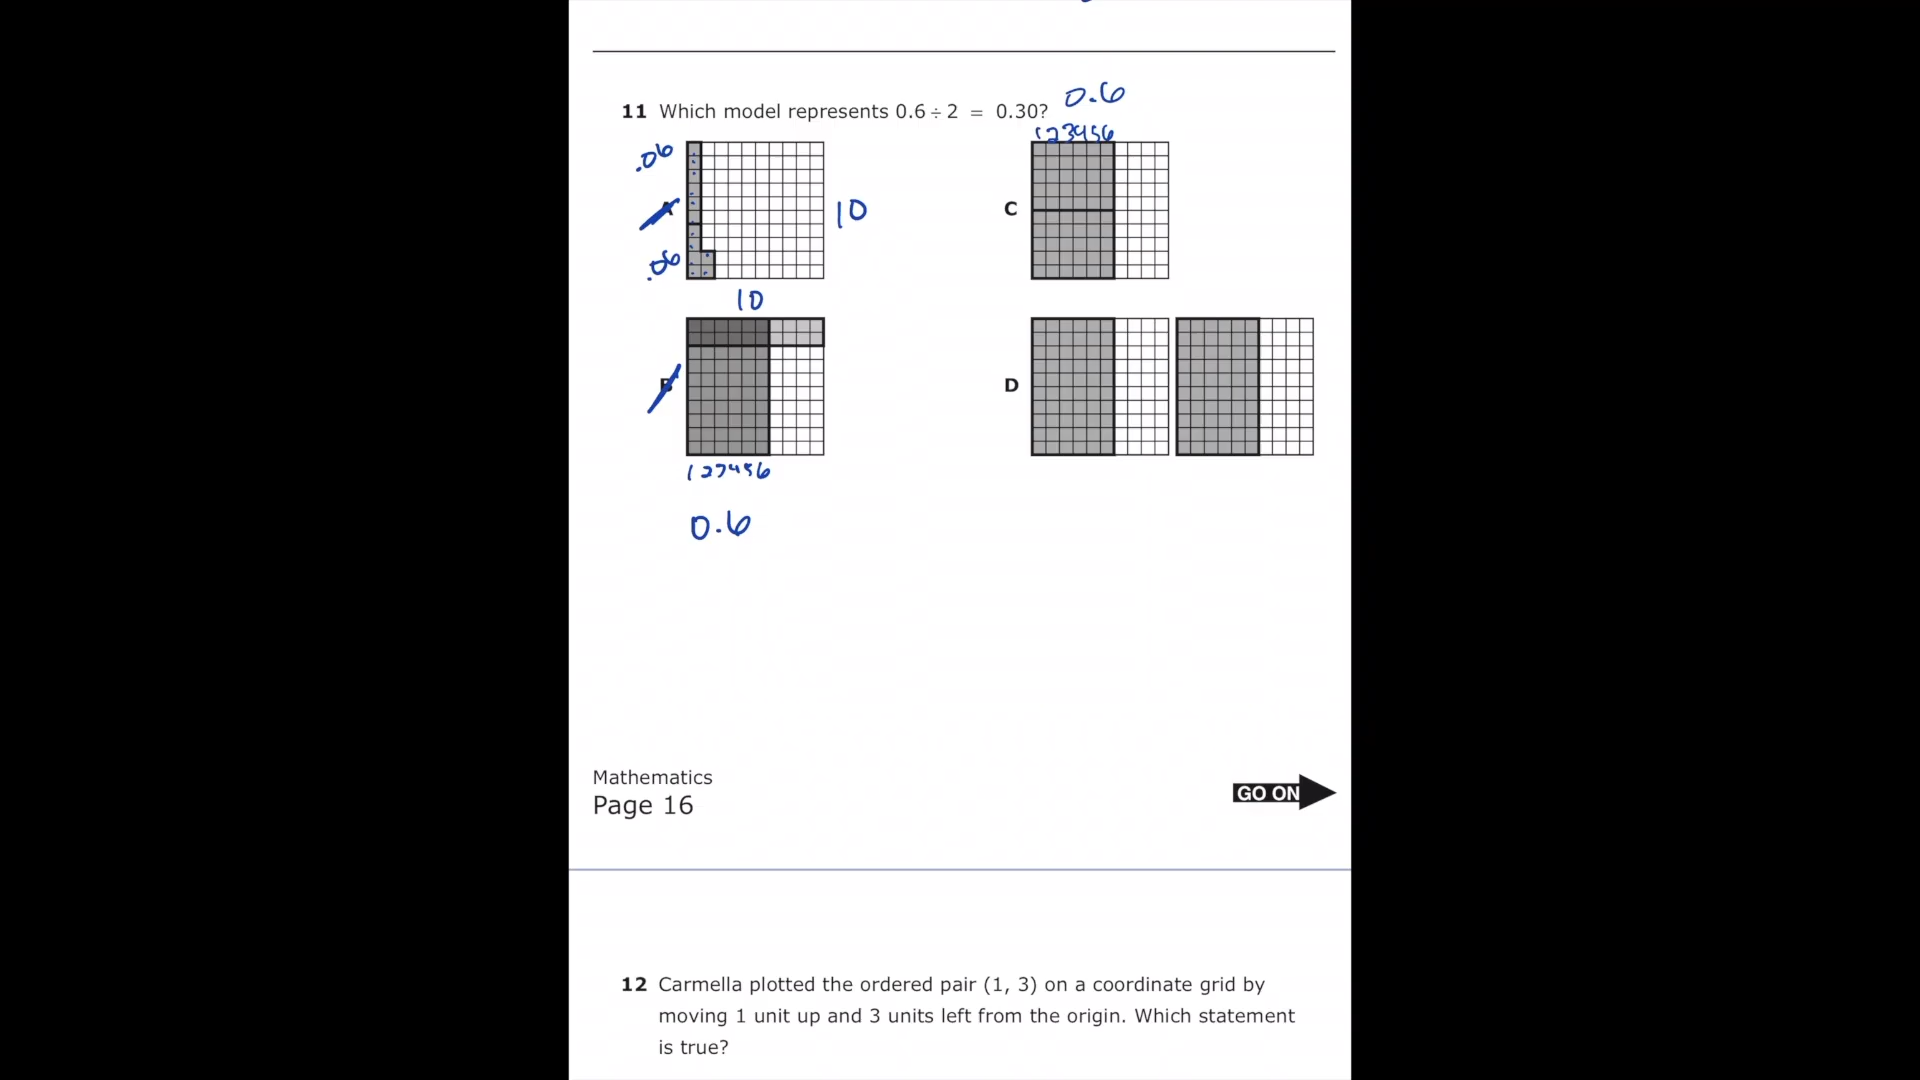 11 Which model represents 0.6 ÷ 2 = 0.30?
0.6
.06
A
.06
10
10
123456
C
B
123456
0.6
D
Mathematics
Page 16
GO ON
12 Carmella plotted the ordered pair (1, 3) on a coordinate grid by
moving 1 unit up and 3 units left from the origin. Which statement
is true?